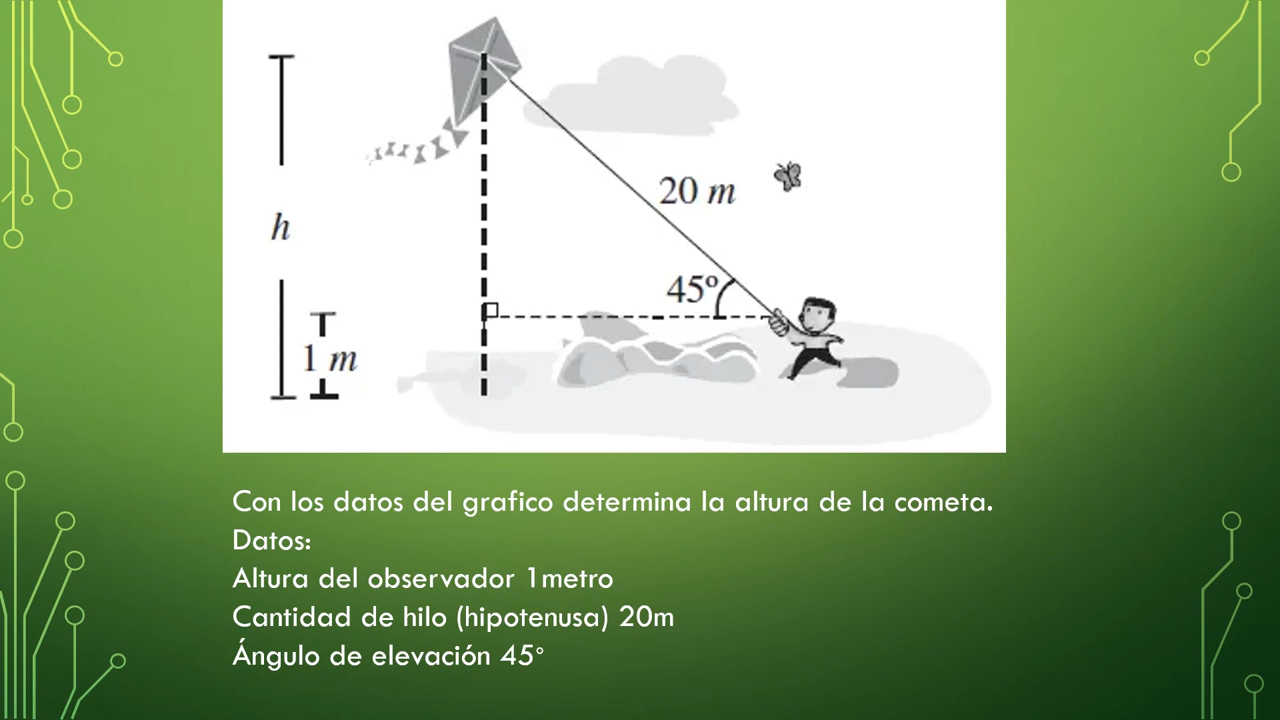 20 m
h
45º
1 m
Con los datos del grafico determina la altura de la cometa.
Datos:
Altura del observador 1metro
Cantidad de hilo (hipotenusa) 20m
Ángulo de elevación 45°